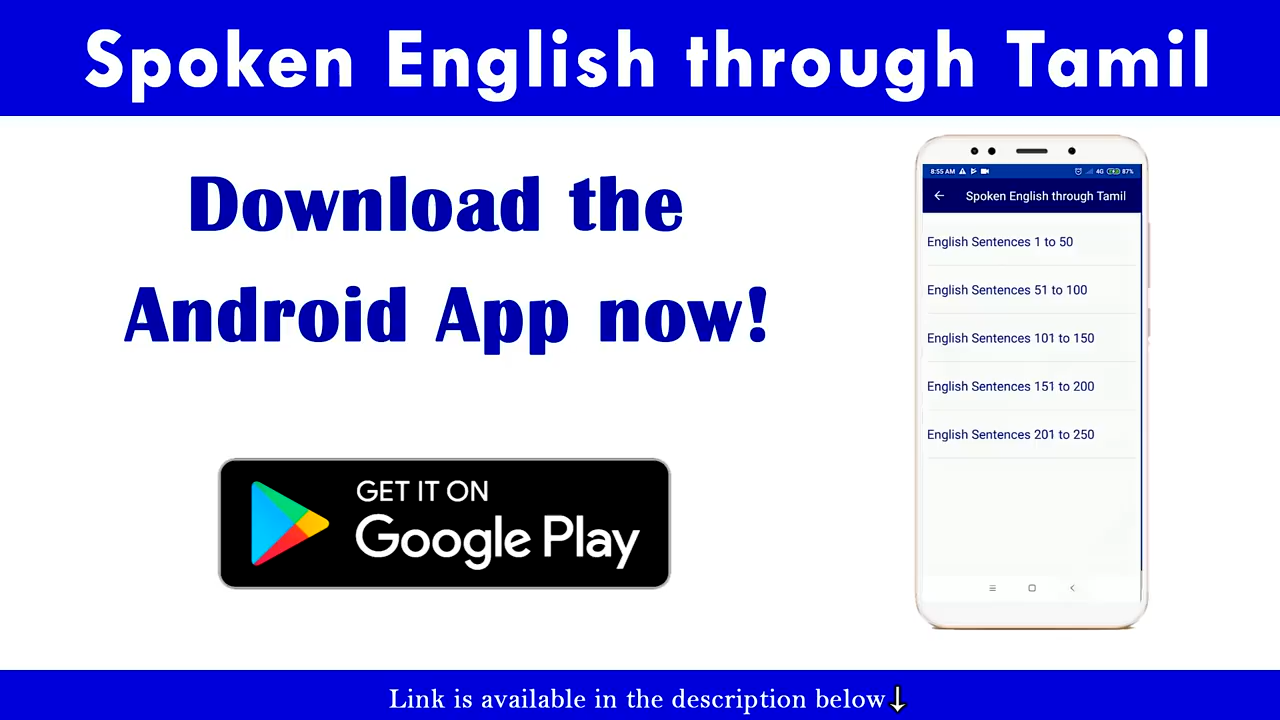 Spoken English through Tamil
Download the
Android App now!
GET IT ON
Google Play
8:55 AM
4G
87%
Spoken English through Tamil
English Sentences 1 to 50
English Sentences 51 to 100
English Sentences 101 to 150
English Sentences 151 to 200
English Sentences 201 to 250
Link is available in the description below↓